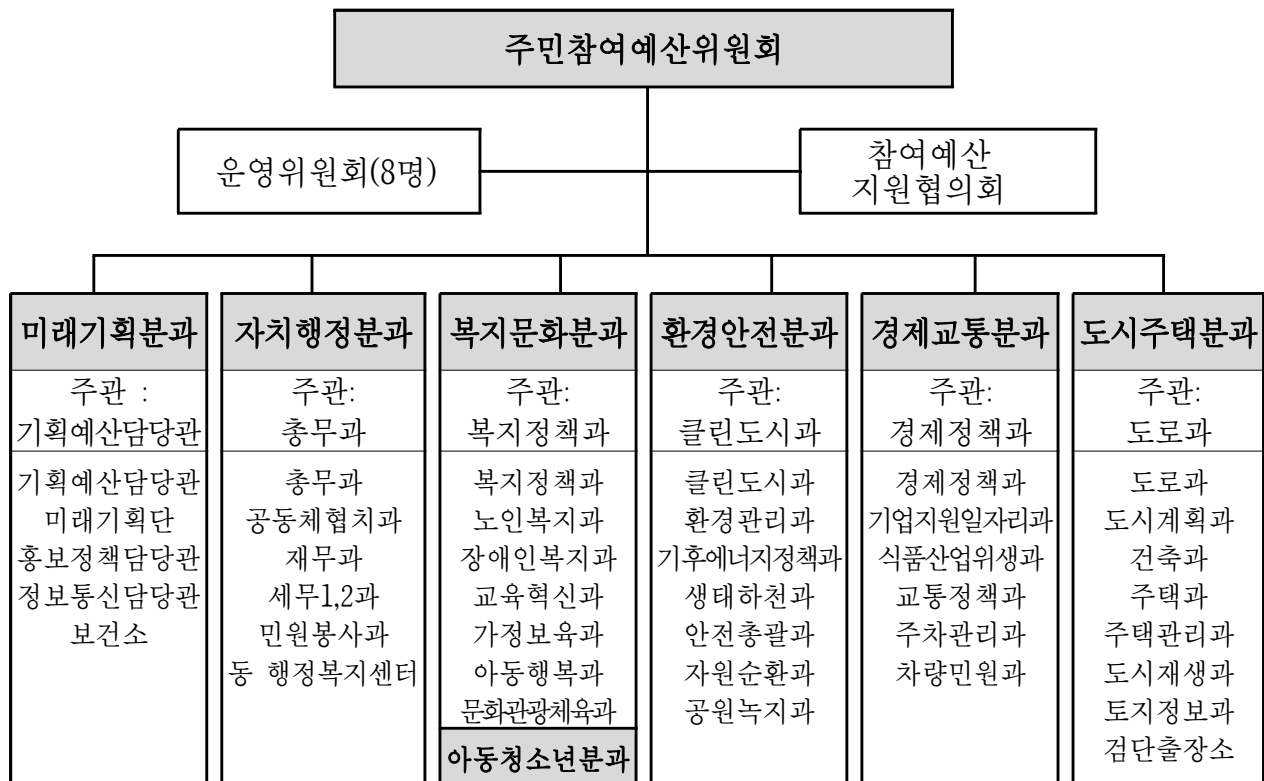 주민참여예산위원회
운영위원회(8명)
참여예산
지원협의회
미래기획분과
주관 :
기획예산담당관
기획예산담당관
미래기획단
홍보정책담당관
정보통신담당관
보건소
자치행정분과
주관:
총무과
총무과
공동체협치과
재무과
세무1,2과
민원봉사과
동 행정복지센터
복지문화분과
주관:
복지정책과
복지정책과
노인복지과
장애인복지과
교육혁신과
가정보육과
아동행복과
문화관광체육과
아동청소년분과
환경안전분과
주관:
클린도시과
클린도시과
환경관리과
기후에너지정책과
생태하천과
안전총괄과
자원순환과
공원녹지과
경제교통분과
주관:
경제정책과
경제정책과
기업지원일자리과
식품산업위생과
교통정책과
주차관리과
차량민원과
도시주택분과
주관:
도로과
도로과
도시계획과
건축과
주택과
주택관리과
도시재생과
토지정보과
검단출장소